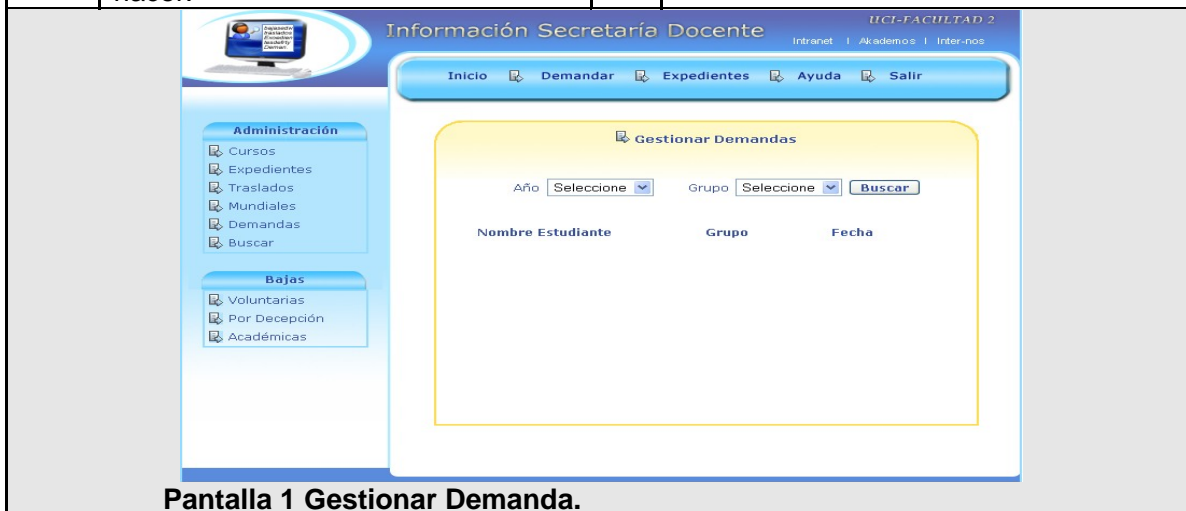 hacer.
UCI-FACULTAD 2
Información Secretaría Docente
Intranet | Akademos | Inter-nos
Inicio Demandar Expedientes Ayuda Salir
Administración
Cursos
Expedientes
Traslados
Mundiales
Demandas
Buscar
Bajas
Voluntarias
Por Decepción
Académicas
Gestionar Demandas
Año Seleccione Grupo Seleccione Buscar
Nombre Estudiante Grupo Fecha
Pantalla 1 Gestionar Demanda.